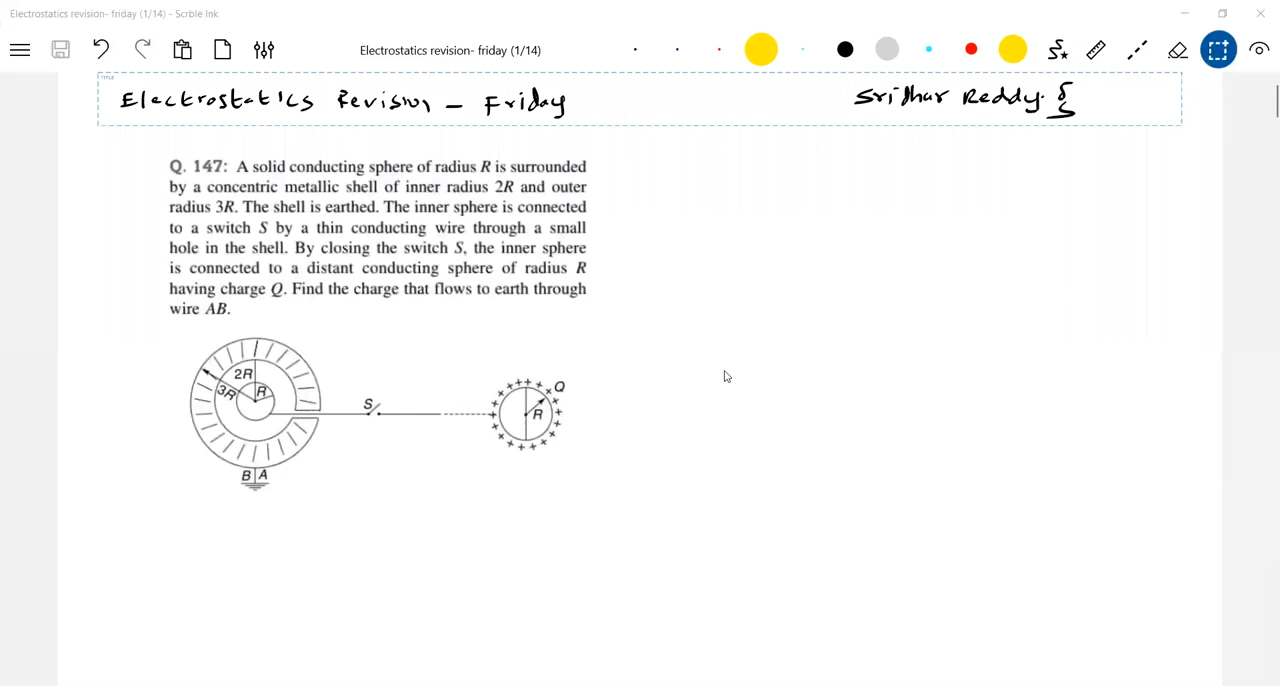 Electrostatics revision- friday (1/14) - Scrble Ink
Electrostatics revision- friday (1/14)
Title
Electrostatics Revision - Friday
Sridhar Reddy.
Q. 147: A solid conducting sphere of radius R is surrounded
by a concentric metallic shell of inner radius 2R and outer
radius 3R. The shell is earthed. The inner sphere is connected
to a switch S by a thin conducting wire through a small
hole in the shell. By closing the switch S, the inner sphere
is connected to a distant conducting sphere of radius R
having charge Q. Find the charge that flows to earth through
wire AB.
2R
3R
R
S
Q
R
B A